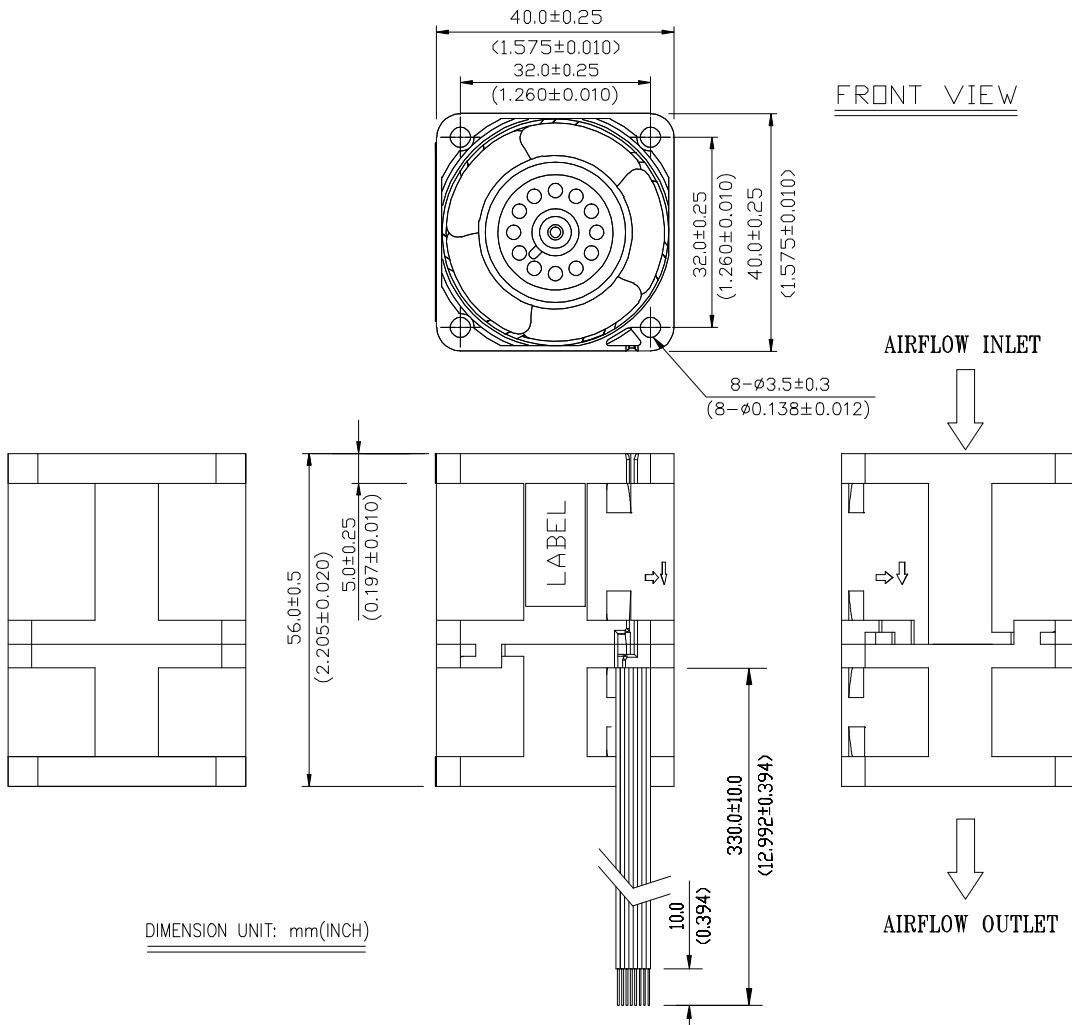 40.0±0.25
(1.575±0.010)
32.0±0.25
(1.260±0.010)
FRONT VIEW
32.0±0.25
(1.260±0.010)
40.0±0.25
(1.575±0.010)
AIRFLOW INLET
8-ø3.5±0.3
(8-ø0.138±0.012)
56.0±0.5
(2.205±0.020)
5.0±0.25
(0.197±0.010)
LABEL
330.0±10.0
(12.992±0.394)
10.0
(0.394)
AIRFLOW OUTLET
DIMENSION UNIT: mm(INCH)